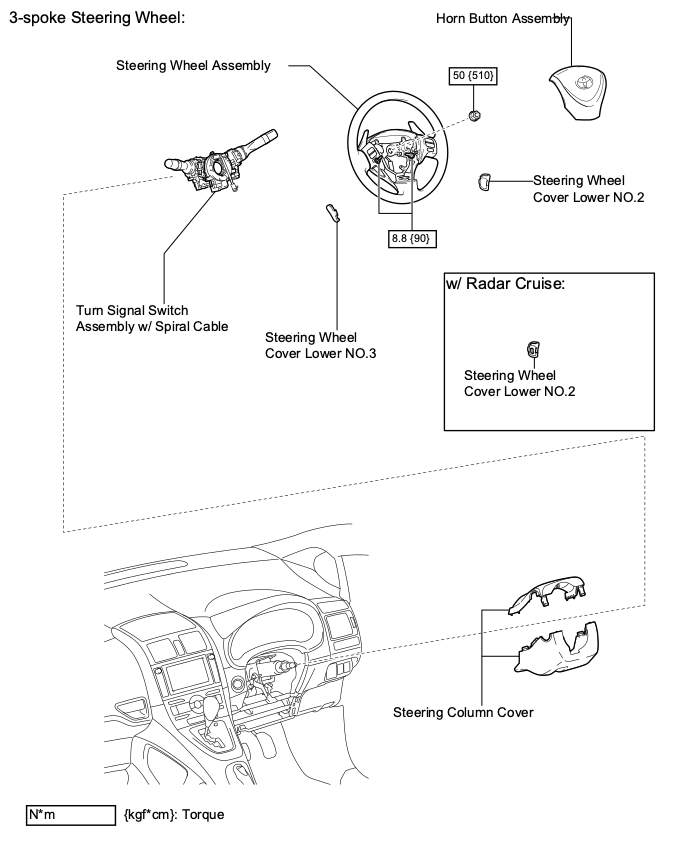 3-spoke Steering Wheel:
Horn Button Assembly
Steering Wheel Assembly
50 {510}
Steering Wheel
Cover Lower NO.2
8.8 {90}
w/ Radar Cruise:
Turn Signal Switch
Assembly w/ Spiral Cable
Steering Wheel
Cover Lower NO.3
Steering Wheel
Cover Lower NO.2
Steering Column Cover
N*m
{kgf*cm}: Torque